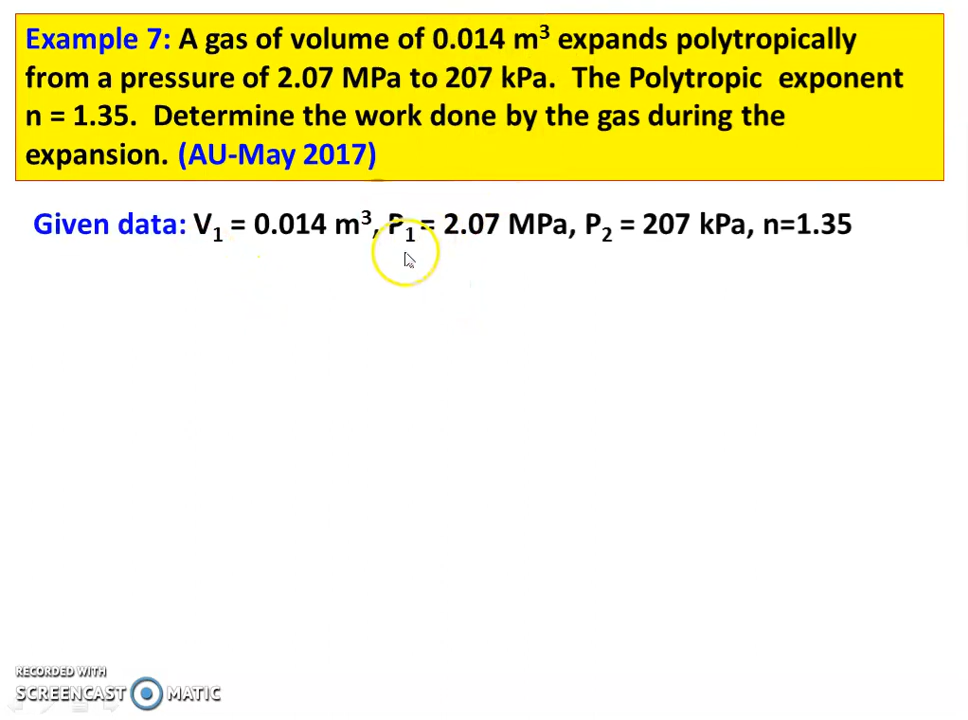 Example 7: A gas of volume of 0.014 m³ expands polytropically
from a pressure of 2.07 MPa to 207 kPa. The Polytropic exponent
n = 1.35. Determine the work done by the gas during the
expansion. (AU-May 2017)
Given data: V₁ = 0.014 m³, P₁ = 2.07 MPa, P₂ = 207 kPa, n=1.35
RECORDED WITH
SCREENCAST MATIC